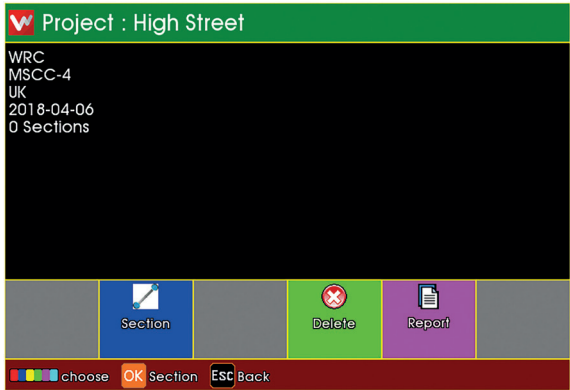 Project : High Street
WRC
MSCC-4
UK
2018-04-06
0 Sections
Section
Delete
Report
choose OK Section Esc Back